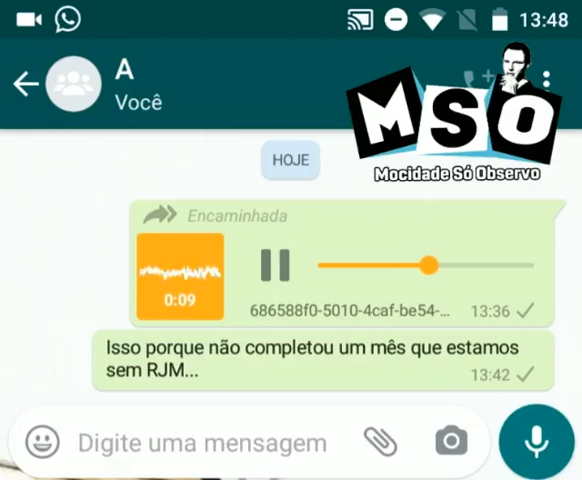 13:48
A
Você
MSO
Mocidade Só Observo
HOJE
Encaminhada
0:09
686588f0-5010-4caf-be54-...
13:36
Isso porque não completou um mês que estamos
sem RJM...
13:42
Digite uma mensagem